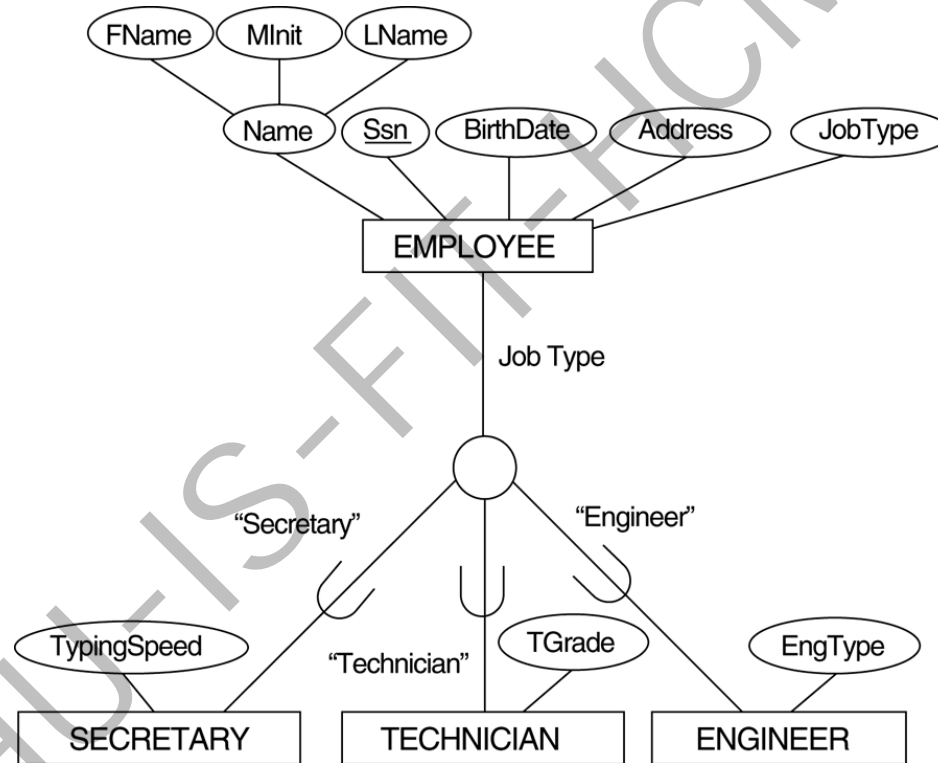 FName
MInit
LName
Name
Ssn
BirthDate
Address
JobType
EMPLOYEE
Job Type
“Secretary”
“Engineer”
“Technician”
TypingSpeed
TGrade
EngType
SECRETARY
TECHNICIAN
ENGINEER